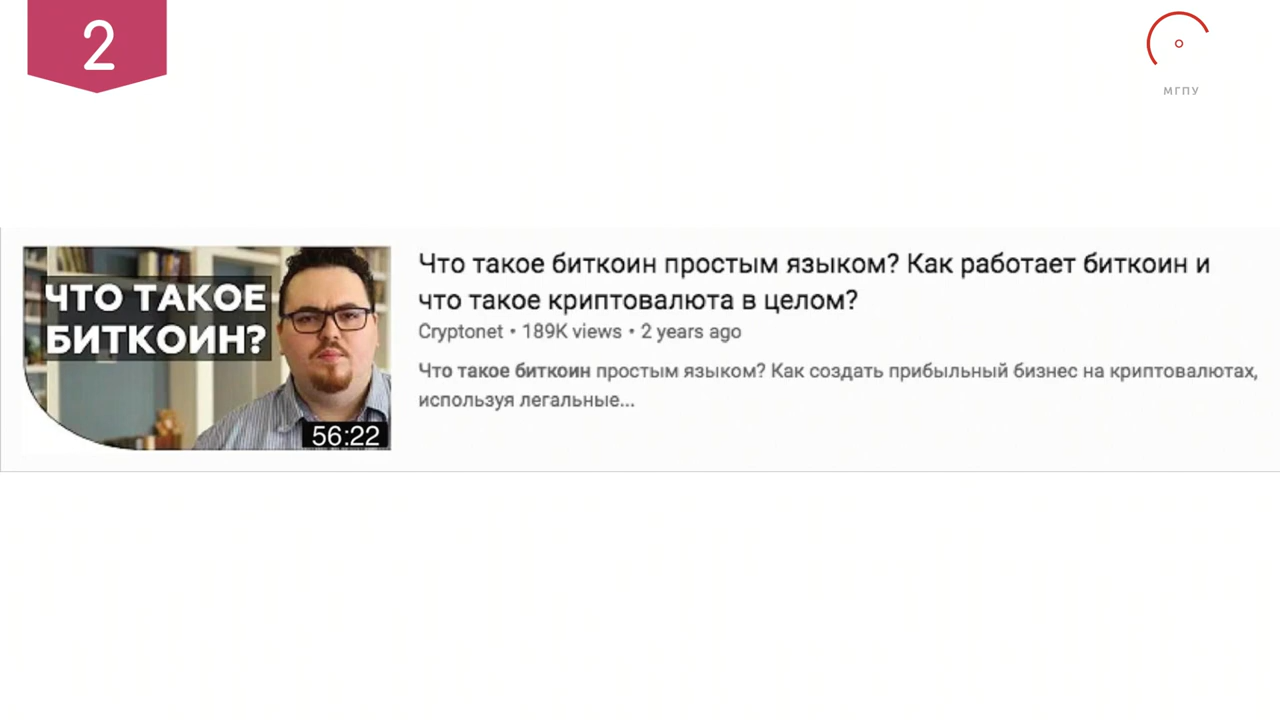 2
МГПУ
ЧТО ТАКОЕ
БИТКОИН?
56:22
Что такое биткоин простым языком? Как работает биткоин и
что такое криптовалюта в целом?
Cryptonet • 189K views • 2 years ago
Что такое биткоин простым языком? Как создать прибыльный бизнес на криптовалютах,
используя легальные...